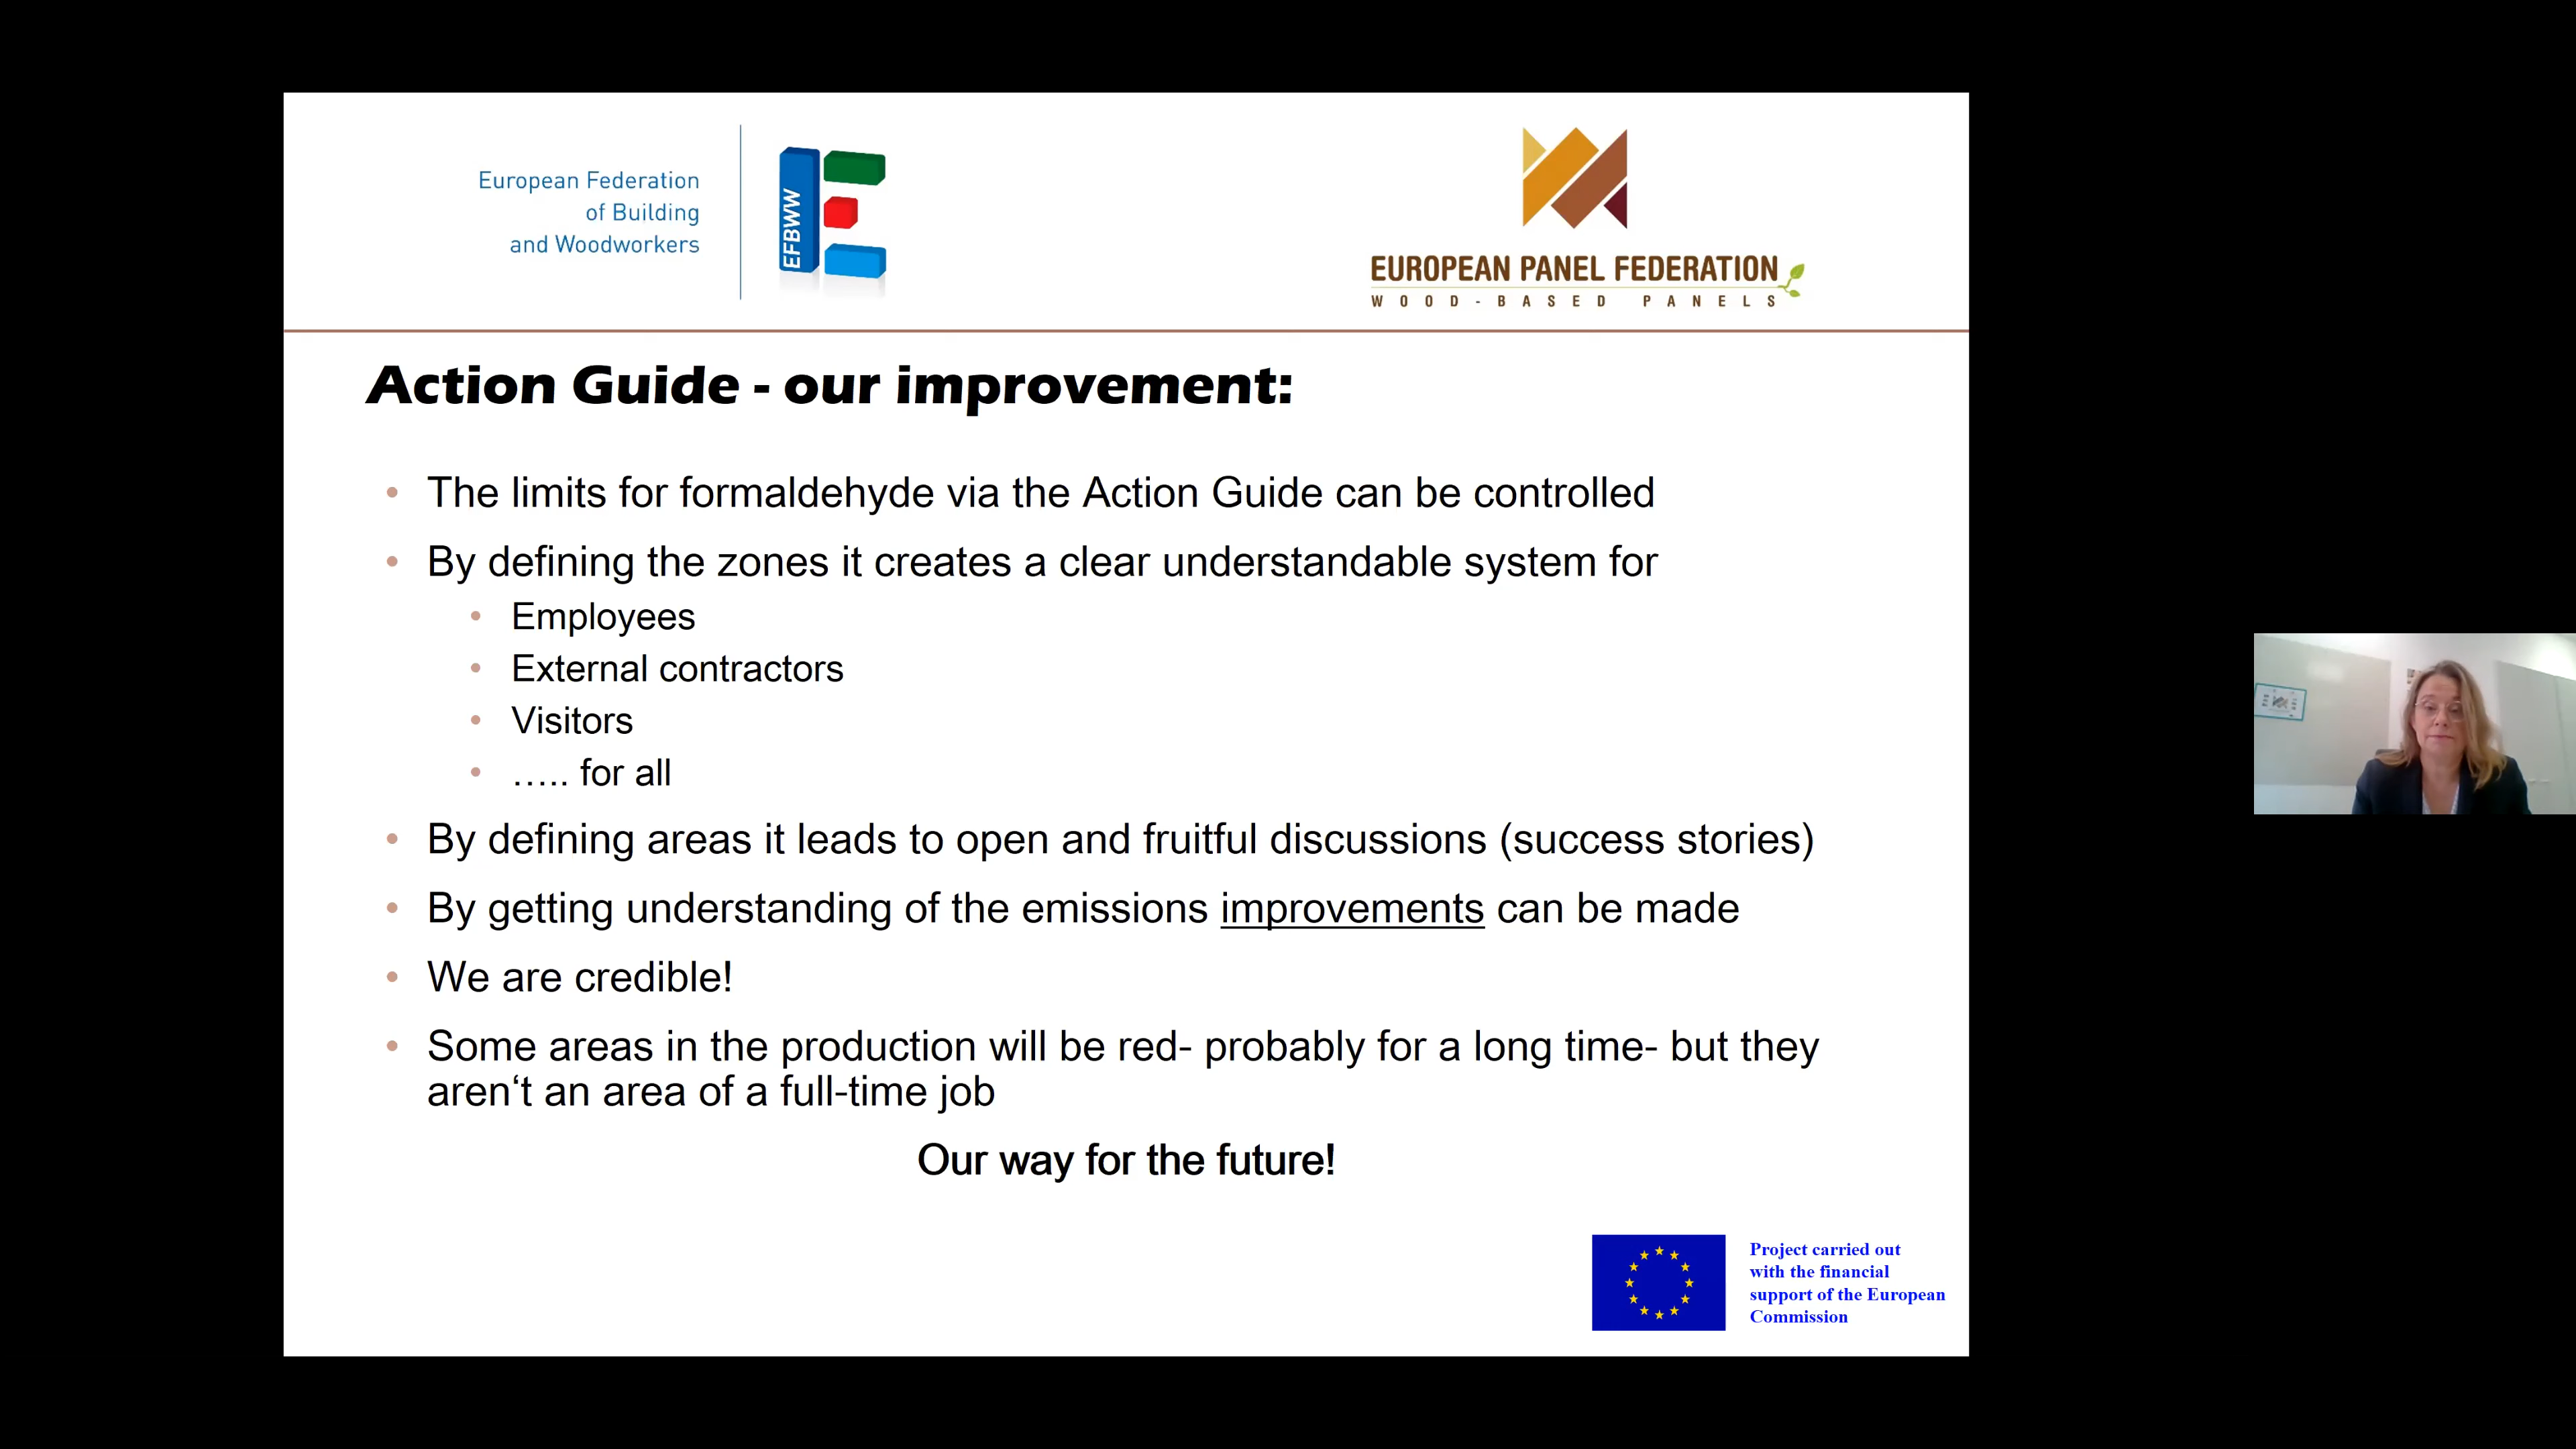 European Federation
of Building
and Woodworkers
EFBWW
EUROPEAN PANEL FEDERATION
WOOD-BASED PANELS
Action Guide - our improvement:
• The limits for formaldehyde via the Action Guide can be controlled
• By defining the zones it creates a clear understandable system for
• Employees
• External contractors
• Visitors
• ….. for all
• By defining areas it leads to open and fruitful discussions (success stories)
• By getting understanding of the emissions improvements can be made
• We are credible!
• Some areas in the production will be red- probably for a long time- but they
aren‘t an area of a full-time job
Our way for the future!
Project carried out
with the financial
support of the European
Commission